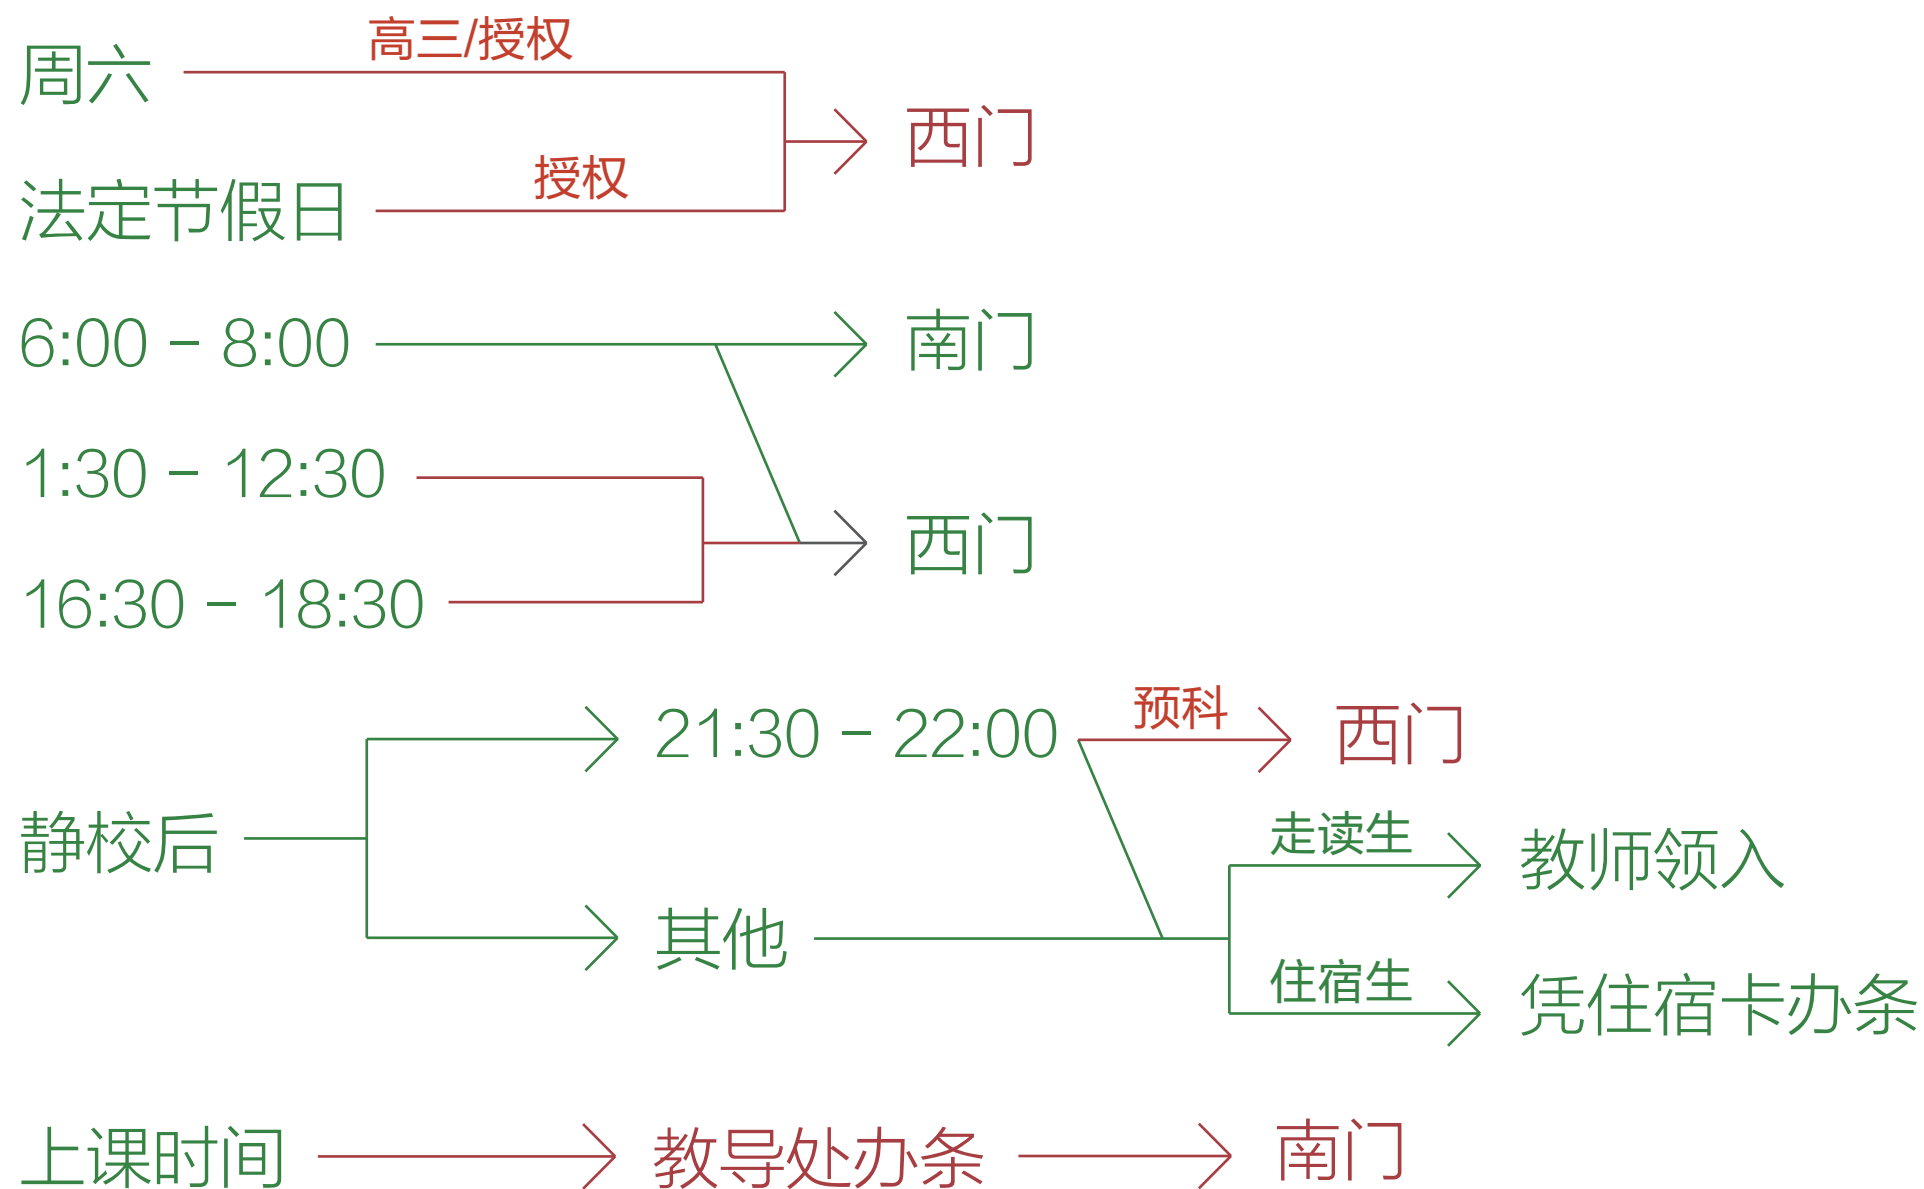 周六
高三/授权
西门
法定节假日
授权
6:00 - 8:00
南门
1:30 - 12:30
西门
16:30 - 18:30
静校后
21:30 - 22:00
预科
西门
其他
走读生
教师领入
住宿生
凭住宿卡办条
上课时间
教导处办条
南门